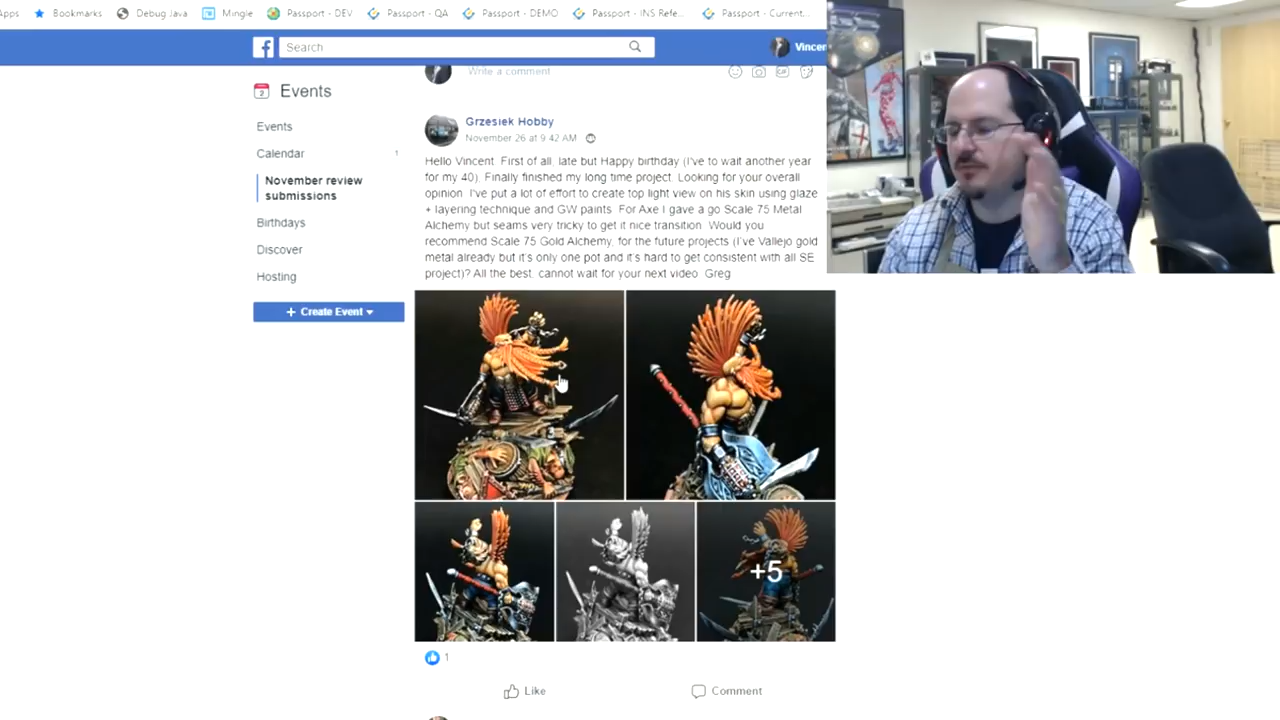 Apps Bookmarks Debug Java Mingle Passport - DEV Passport - QA Passport - DEMO Passport - INS Refe... Passport - Current,...
Search
Vincen
Write a comment
Events
Grzesiek Hobby
November 26 at 9:42 AM
Events
Calendar 1
November review
submissions
Birthdays
Discover
Hosting
+ Create Event
Hello Vincent First of all, late but Happy birthday (I've to wait another year
for my 40). Finally finished my long time project. Looking for your overall
opinion I've put a lot of effort to create top light view on his skin using glaze
+ layering technique and GW paints For Axe I gave a go Scale 75 Metal
Alchemy but seams very tricky to get it nice transition Would you
recommend Scale 75 Gold Alchemy, for the future projects (I've Vallejo gold
metal already but it's only one pot and it's hard to get consistent with all SE
project)? All the best, cannot wait for your next video Greg
+5
1
Like
Comment